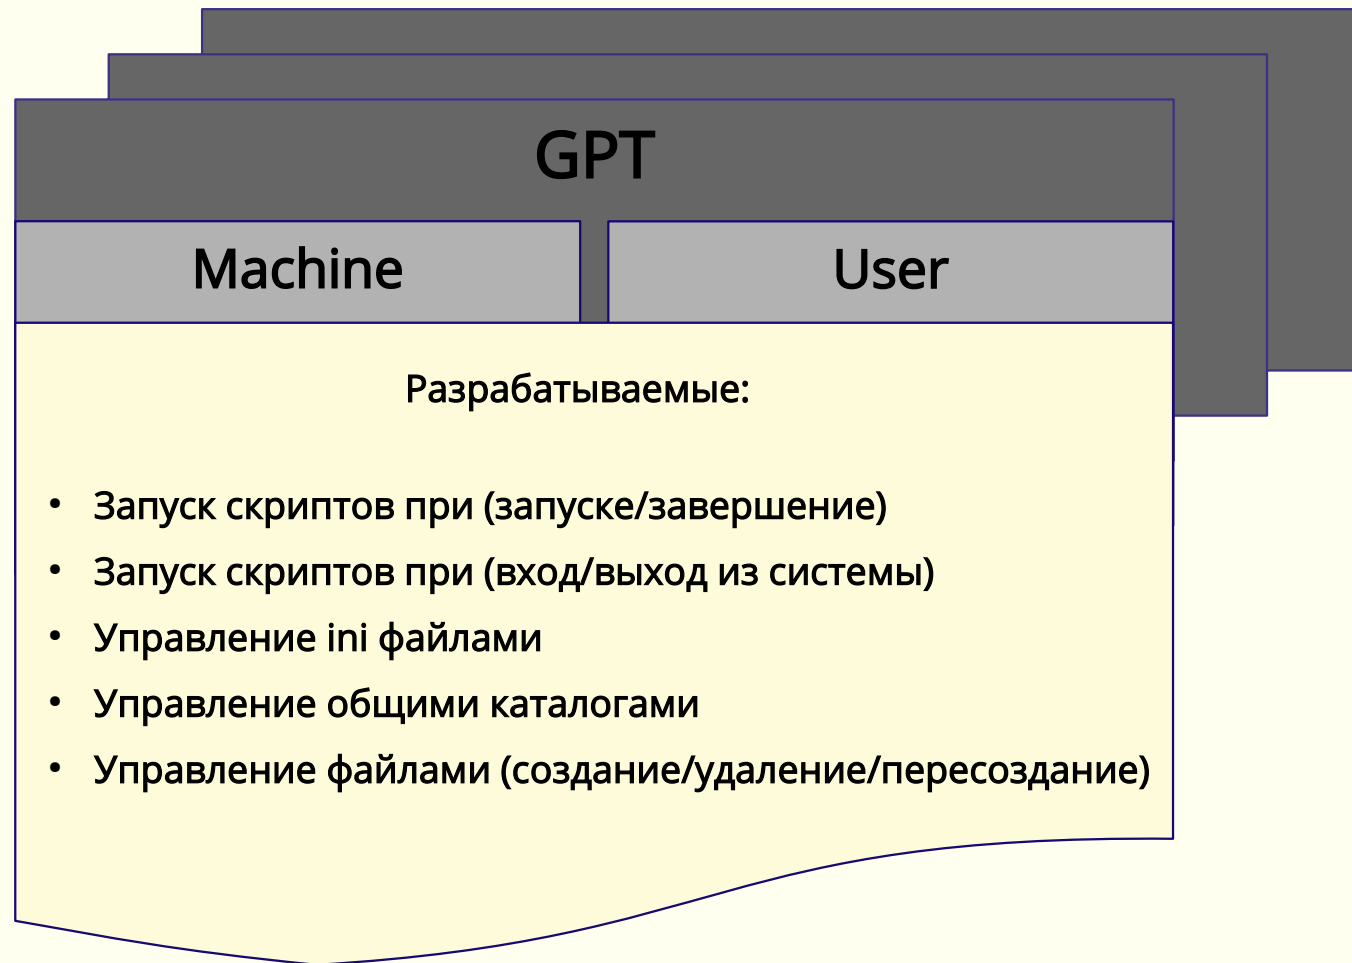 GPT
Machine
User
Разрабатываемые:
• Запуск скриптов при (запуске/завершение)
• Запуск скриптов при (вход/выход из системы)
• Управление ini файлами
• Управление общими каталогами
• Управление файлами (создание/удаление/пересоздание)